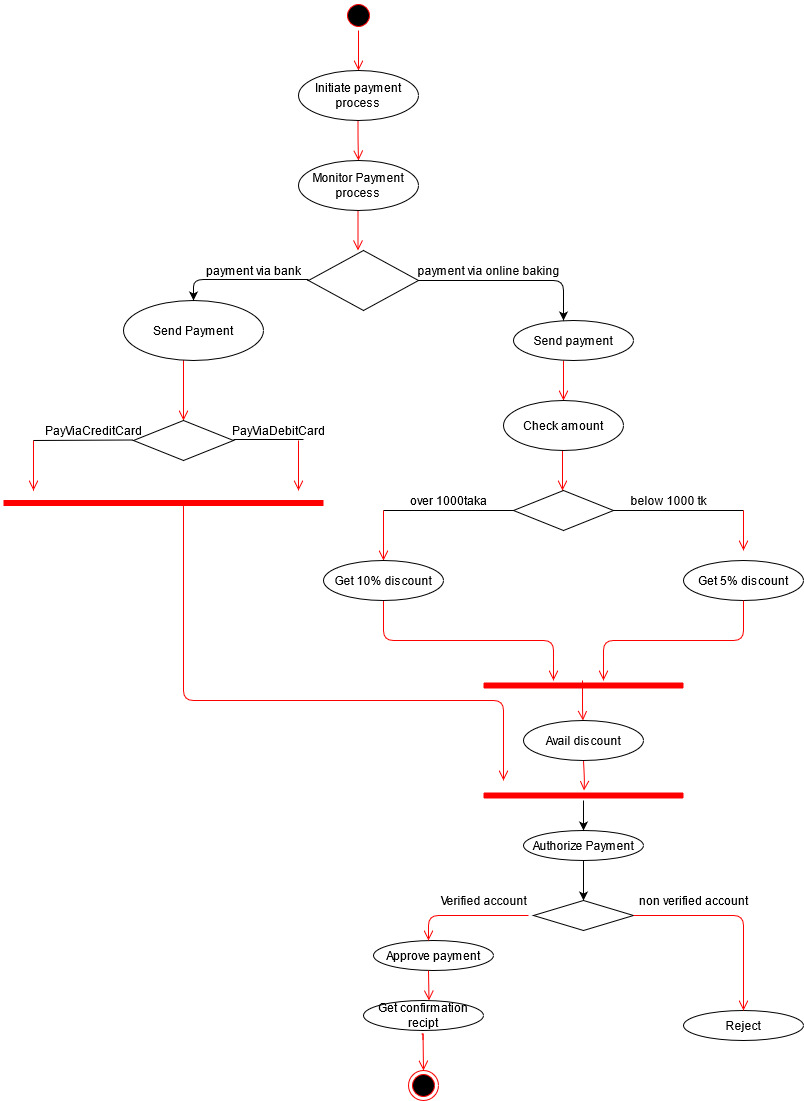 Initiate payment
process
Monitor Payment
process
payment via bank
payment via online baking
Send Payment
Send payment
PayViaCreditCard
PayViaDebitCard
Check amount
over 1000taka
below 1000 tk
Get 10% discount
Get 5% discount
Avail discount
Authorize Payment
Verified account
non verified account
Approve payment
Get confirmation
recipt
Reject